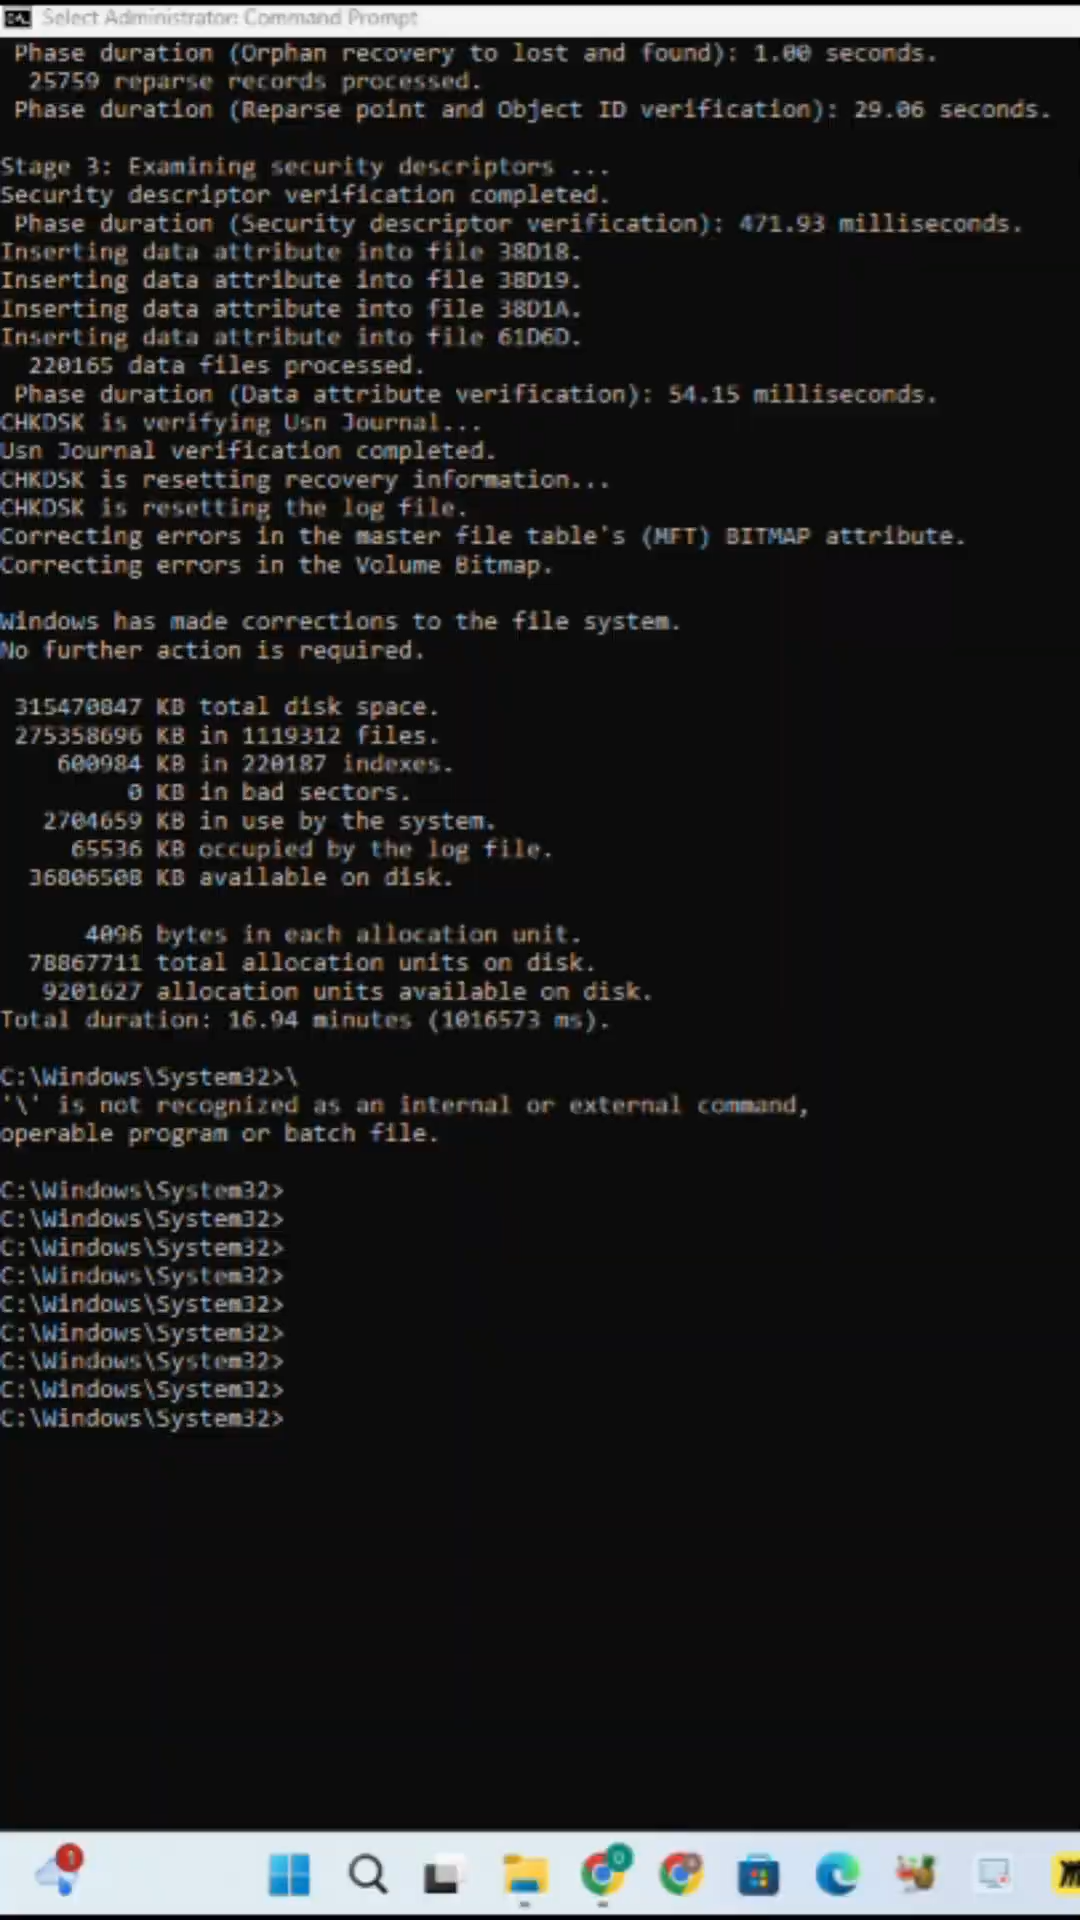 Select Administrator: Command Prompt
Phase duration (Orphan recovery to lost and found): 1.00 seconds.
25759 reparse records processed.
Phase duration (Reparse point and Object ID verification): 29.06 seconds.
Stage 3: Examining security descriptors ...
Security descriptor verification completed.
Phase duration (Security descriptor verification): 471.93 milliseconds.
Inserting data attribute into file 38D18.
Inserting data attribute into file 38D19.
Inserting data attribute into file 38D1A.
Inserting data attribute into file 61D6D.
220165 data files processed.
Phase duration (Data attribute verification): 54.15 milliseconds.
CHKDSK is verifying Usn Journal...
Usn Journal verification completed.
CHKDSK is resetting recovery information...
CHKDSK is resetting the log file.
Correcting errors in the master file table's (MFT) BITMAP attribute.
Correcting errors in the Volume Bitmap.
Windows has made corrections to the file system.
No further action is required.
315470847 KB total disk space.
275358696 KB in 1119312 files.
600984 KB in 220187 indexes.
0 KB in bad sectors.
2704659 KB in use by the system.
65536 KB occupied by the log file.
36806508 KB available on disk.
4096 bytes in each allocation unit.
78867711 total allocation units on disk.
9201627 allocation units available on disk.
Total duration: 16.94 minutes (1016573 ms).
C:\Windows\System32>\
'\' is not recognized as an internal or external command,
operable program or batch file.
C:\Windows\System32>
C:\Windows\System32>
C:\Windows\System32>
C:\Windows\System32>
C:\Windows\System32>
C:\Windows\System32>
C:\Windows\System32>
C:\Windows\System32>
C:\Windows\System32>
1